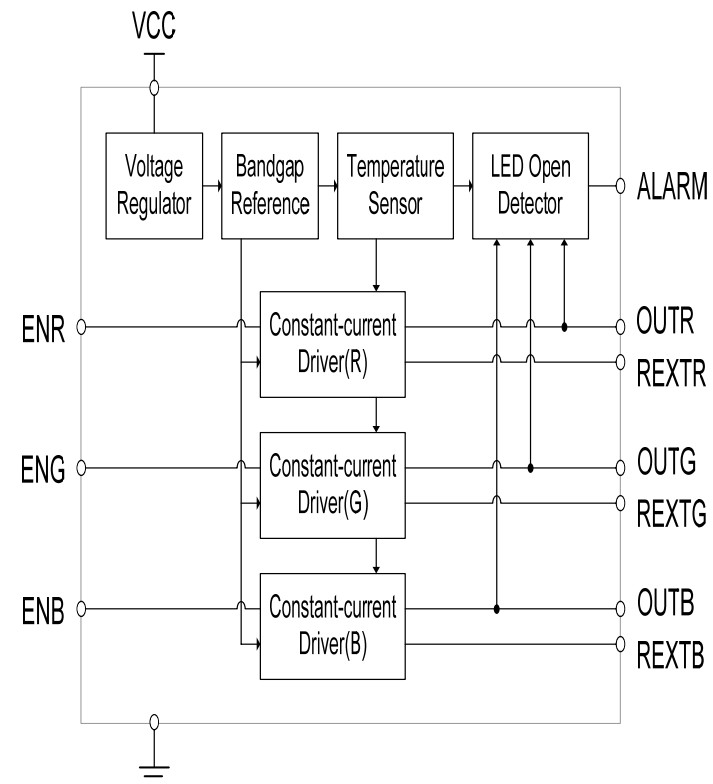 VCC
Voltage
Regulator
Bandgap
Reference
Temperature
Sensor
LED Open
Detector
ALARM
ENR
Constant-current
Driver(R)
OUTR
REXTR
ENG
Constant-current
Driver(G)
OUTG
REXTG
ENB
Constant-current
Driver(B)
OUTB
REXTB